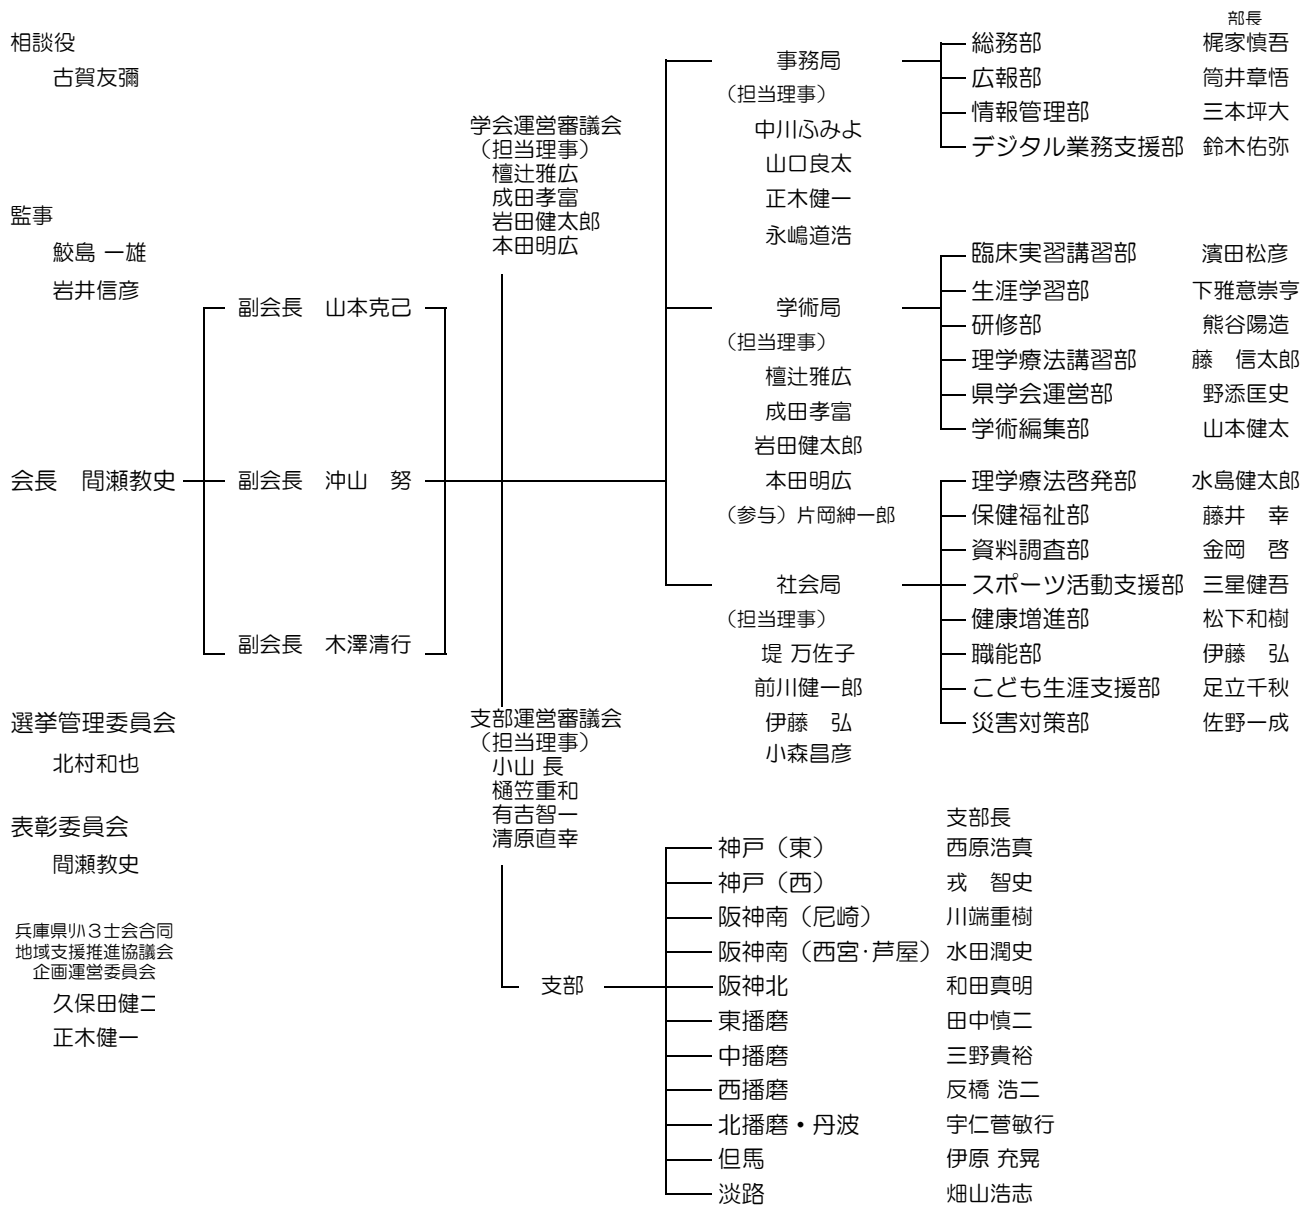 相談役
古賀友彌
監事
鮫島 一雄
岩井信彦
会長　間瀬教史
副会長　山本克己
副会長　沖山　努
副会長　木澤清行
選挙管理委員会
北村和也
表彰委員会
間瀬教史
兵庫県リハ3士会合同
地域支援推進協議会
企画運営委員会
久保田健二
正木健一
学会運営審議会
（担当理事）
檀辻雅広
成田孝富
岩田健太郎
本田明広
支部運営審議会
（担当理事）
小山 長
樋笠重和
有吉智一
清原直幸
事務局
（担当理事）
中川ふみよ
山口良太
正木健一
永嶋道浩
部長
総務部　梶家慎吾
広報部　筒井章悟
情報管理部　三本坪大
デジタル業務支援部　鈴木佑弥
学術局
（担当理事）
檀辻雅広
成田孝富
岩田健太郎
本田明広
（参与）片岡紳一郎
臨床実習講習部　濱田松彦
生涯学習部　下雅意崇亨
研修部　熊谷陽造
理学療法講習部　藤　信太郎
県学会運営部　野添匡史
学術編集部　山本健太
社会局
（担当理事）
堤 万佐子
前川健一郎
伊藤　弘
小森昌彦
理学療法啓発部　水島健太郎
保健福祉部　藤井　幸
資料調査部　金岡　啓
スポーツ活動支援部　三星健吾
健康増進部　松下和樹
職能部　伊藤　弘
こども生涯支援部　足立千秋
災害対策部　佐野一成
支部
支部長
神戸（東）　西原浩真
神戸（西）　戎　智史
阪神南（尼崎）　川端重樹
阪神南（西宮・芦屋）　水田潤史
阪神北　和田真明
東播磨　田中慎二
中播磨　三野貴裕
西播磨　反橋 浩二
北播磨・丹波　宇仁菅敏行
但馬　伊原 充晃
淡路　畑山浩志